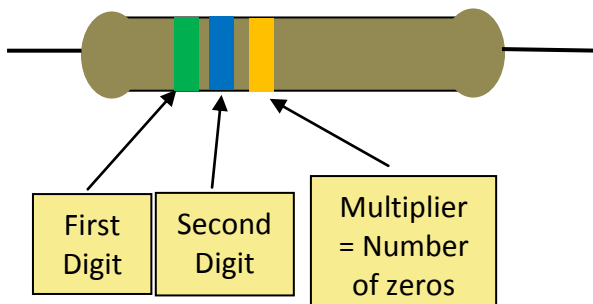 First
Digit
Second
Digit
Multiplier
= Number
of zeros